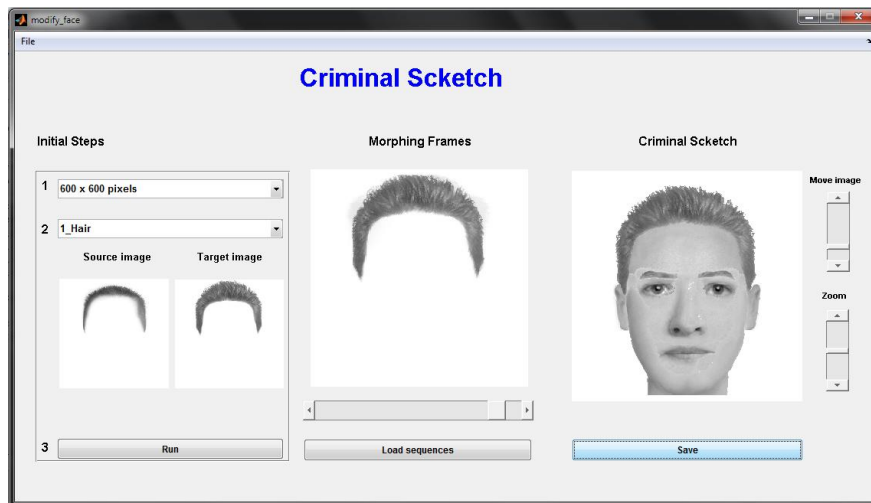 modify_face
File
Criminal Scketch
Initial Steps
Morphing Frames
Criminal Scketch
1
600 x 600 pixels
2
1_Hair
Source image
Target image
Move image
Zoom
3
Run
Load sequences
Save